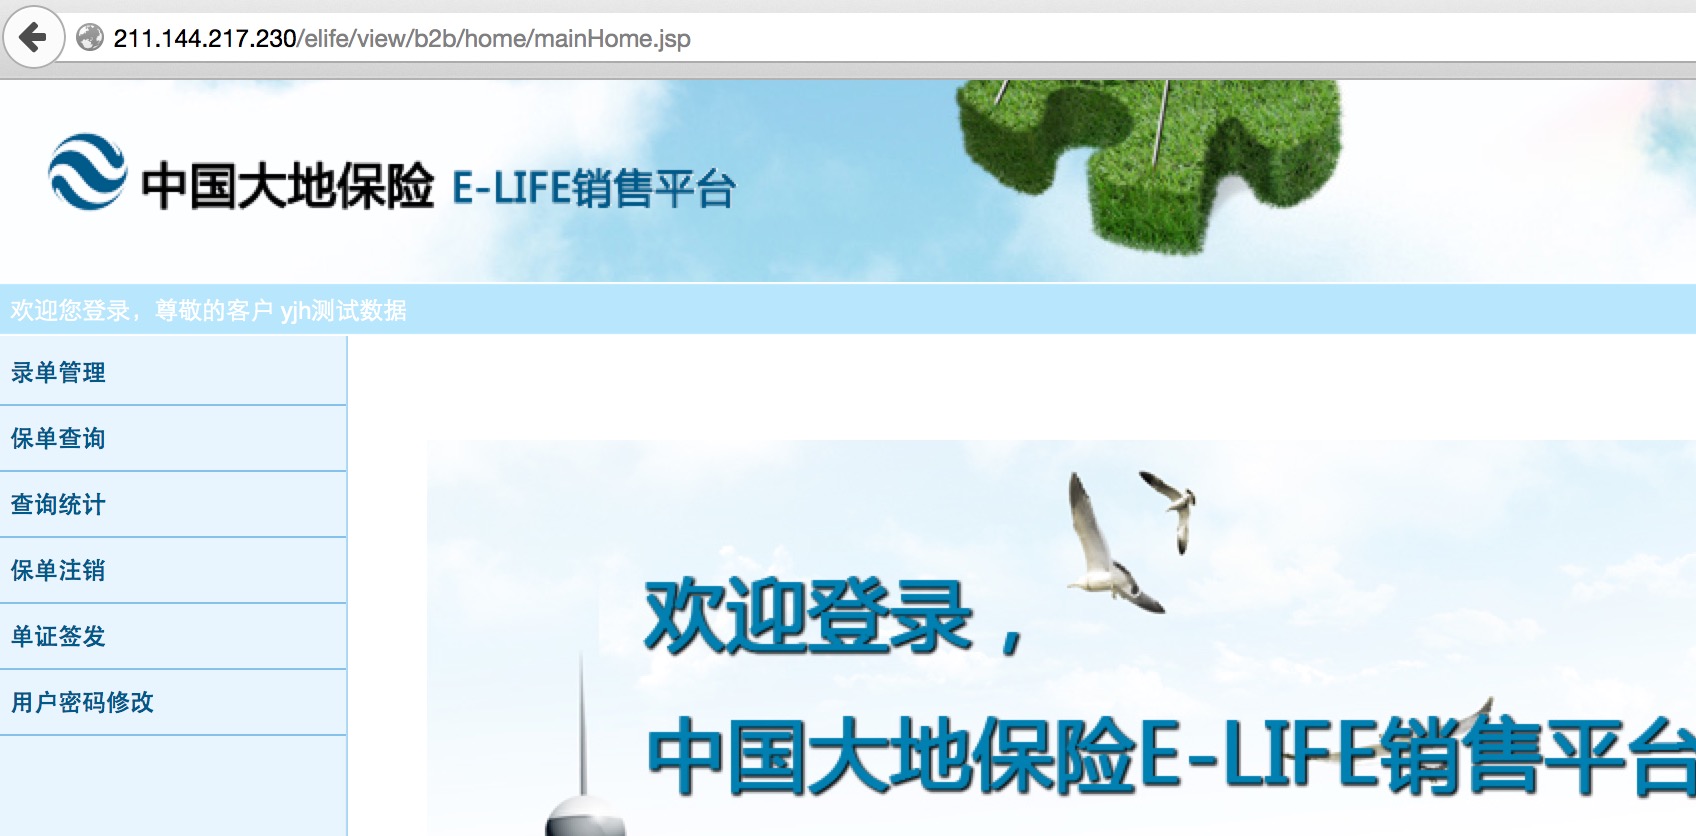 211.144.217.230/elife/view/b2b/home/mainHome.jsp
中国大地保险 E-LIFE销售平台
欢迎您登录，尊敬的客户 yjh测试数据
录单管理
保单查询
查询统计
保单注销
单证签发
用户密码修改
欢迎登录，
中国大地保险E-LIFE销售平台